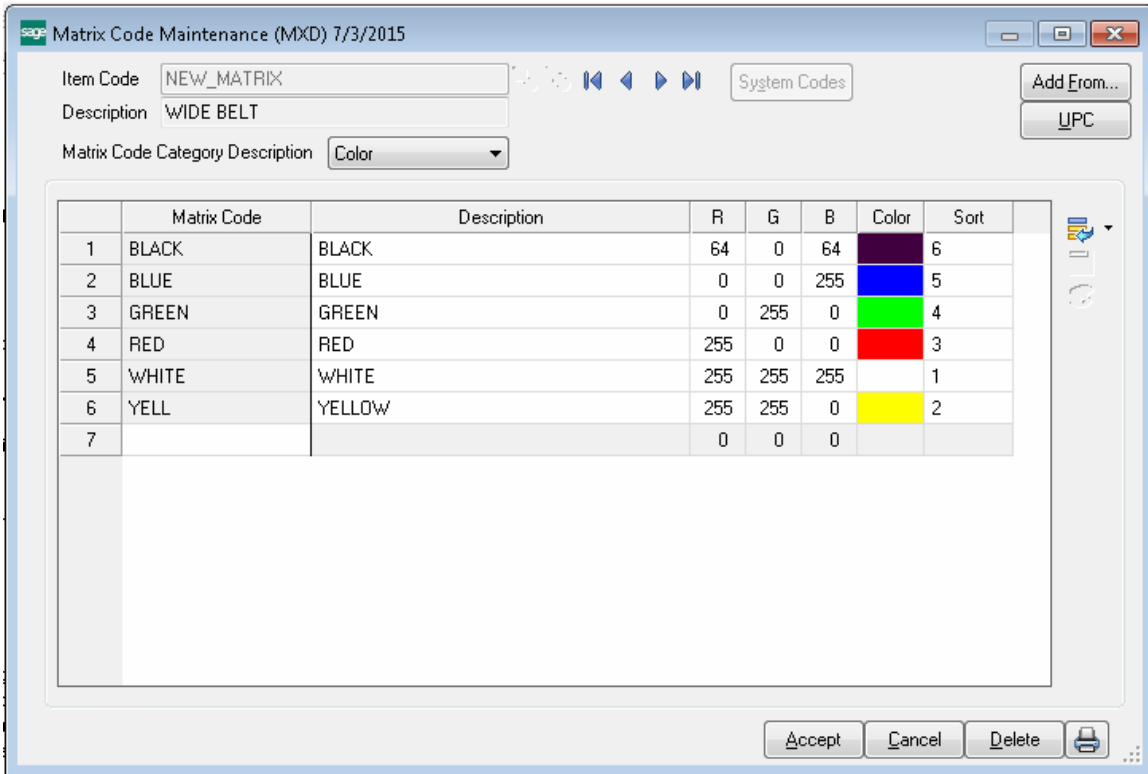 sage Matrix Code Maintenance (MXD) 7/3/2015
Item Code NEW_MATRIX System Codes Add From...
Description WIDE BELT UPC
Matrix Code Category Description Color
Matrix Code Description R G B Color Sort
1 BLACK BLACK 64 0 64 6
2 BLUE BLUE 0 0 255 5
3 GREEN GREEN 0 255 0 4
4 RED RED 255 0 0 3
5 WHITE WHITE 255 255 255 1
6 YELL YELLOW 255 255 0 2
7 0 0 0
Accept Cancel Delete